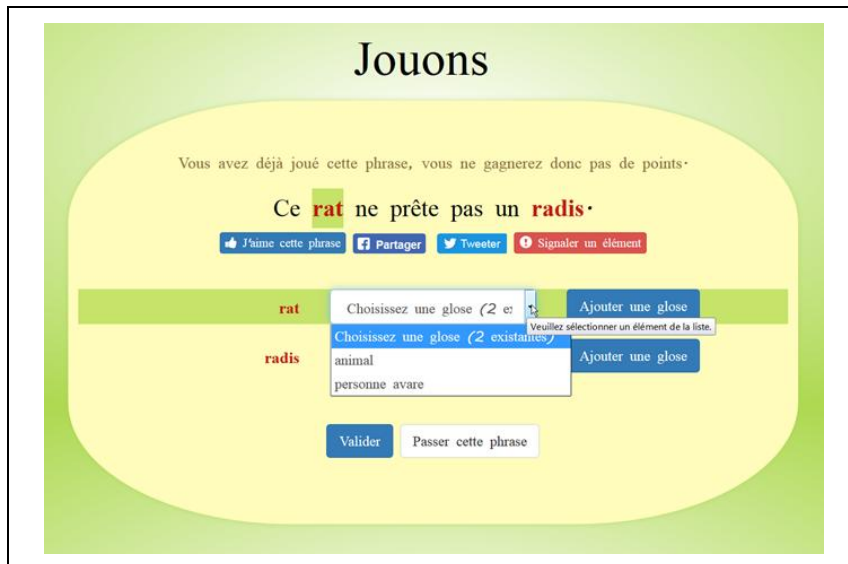 Jouons
Vous avez déjà joué cette phrase, vous ne gagnerez donc pas de points·
Ce rat ne prête pas un radis·
J'aime cette phrase Partager Tweeter Signaler un élément
rat Choisissez une glose (2 ex Ajouter une glose
Veuillez sélectionner un élément de la liste.
Choisissez une glose (2 existantes)
radis animal Ajouter une glose
personne avare
Valider Passer cette phrase